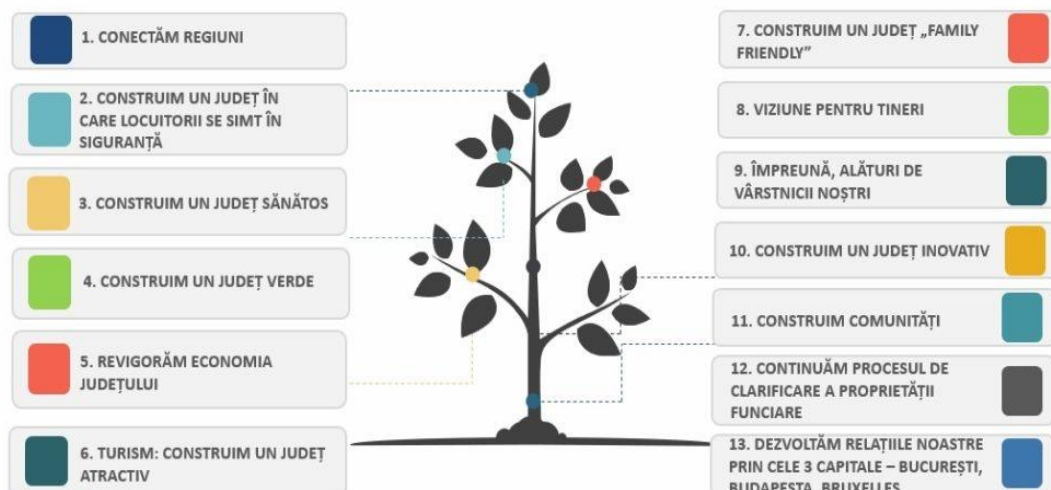 1. CONECTĂM REGIUNI
2. CONSTRUIM UN JUDEȚ ÎN
CARE LOCUITORII SE SIMT ÎN
SIGURANȚĂ
3. CONSTRUIM UN JUDEȚ SĂNĂTOS
4. CONSTRUIM UN JUDEȚ VERDE
5. REVIGORĂM ECONOMIA
JUDEȚULUI
6. TURISM: CONSTRUIM UN JUDEȚ
ATRACTIV
7. CONSTRUIM UN JUDEȚ „FAMILY
FRIENDLY”
8. VIZIUNE PENTRU TINERI
9. ÎMPREUNĂ, ALĂTURI DE
VÂRSTNICII NOȘTRI
10. CONSTRUIM UN JUDEȚ INOVATIV
11. CONSTRUIM COMUNITĂȚI
12. CONTINUĂM PROCESUL DE
CLARIFICARE A PROPRIETĂȚII
FUNCIARE
13. DEZVOLTĂM RELAȚIILE NOASTRE
PRIN CELE 3 CAPITALE – BUCUREȘTI,
BUDAPESTA, BRUXELLES